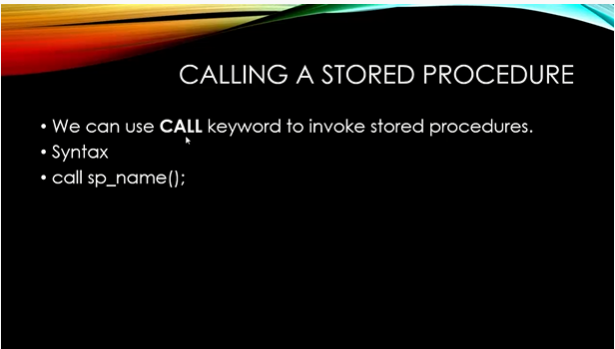 CALLING A STORED PROCEDURE
• We can use CALL keyword to invoke stored procedures.
• Syntax
• call sp_name();